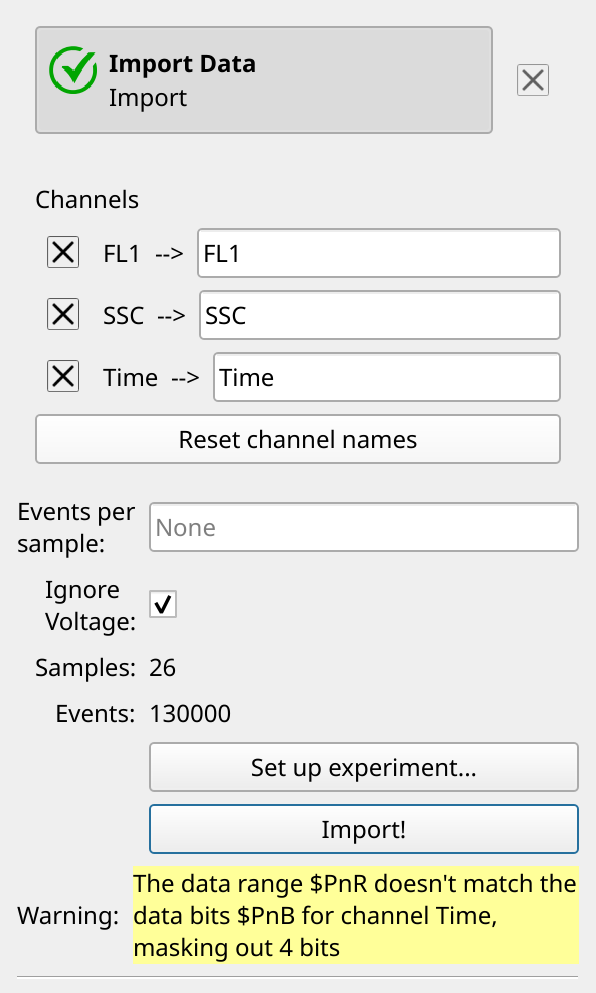 Import Data
Import
Channels
FL1 --> FL1
SSC --> SSC
Time --> Time
Reset channel names
Events per
sample:
None
Ignore
Voltage:
Samples: 26
Events: 130000
Set up experiment...
Import!
Warning:
The data range $PnR doesn't match the
data bits $PnB for channel Time,
masking out 4 bits